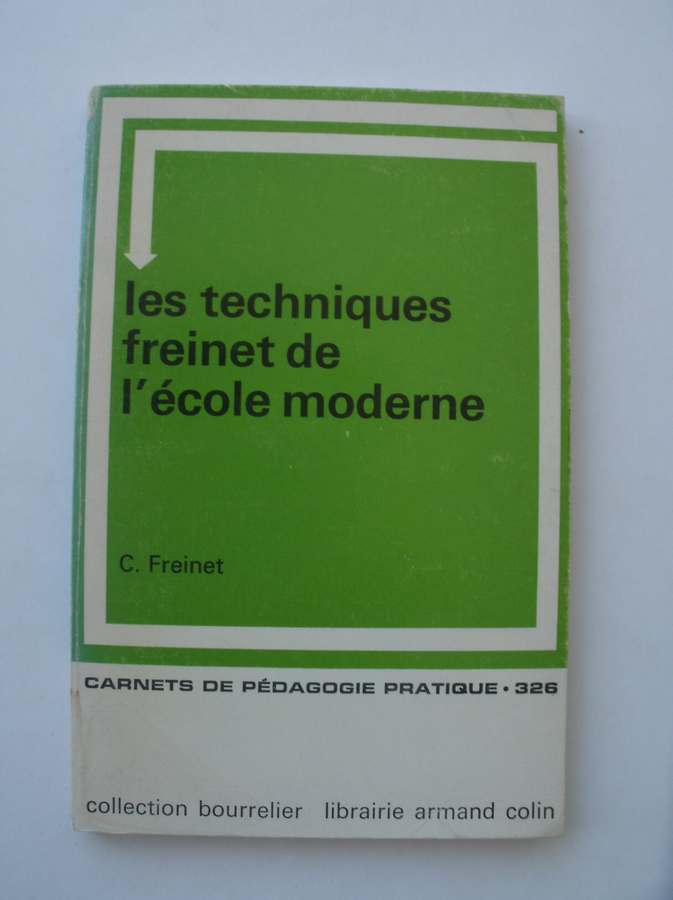 les techniques
freinet de
l'école moderne
C. Freinet
CARNETS DE PÉDAGOGIE PRATIQUE • 326
collection bourrelier librairie armand colin